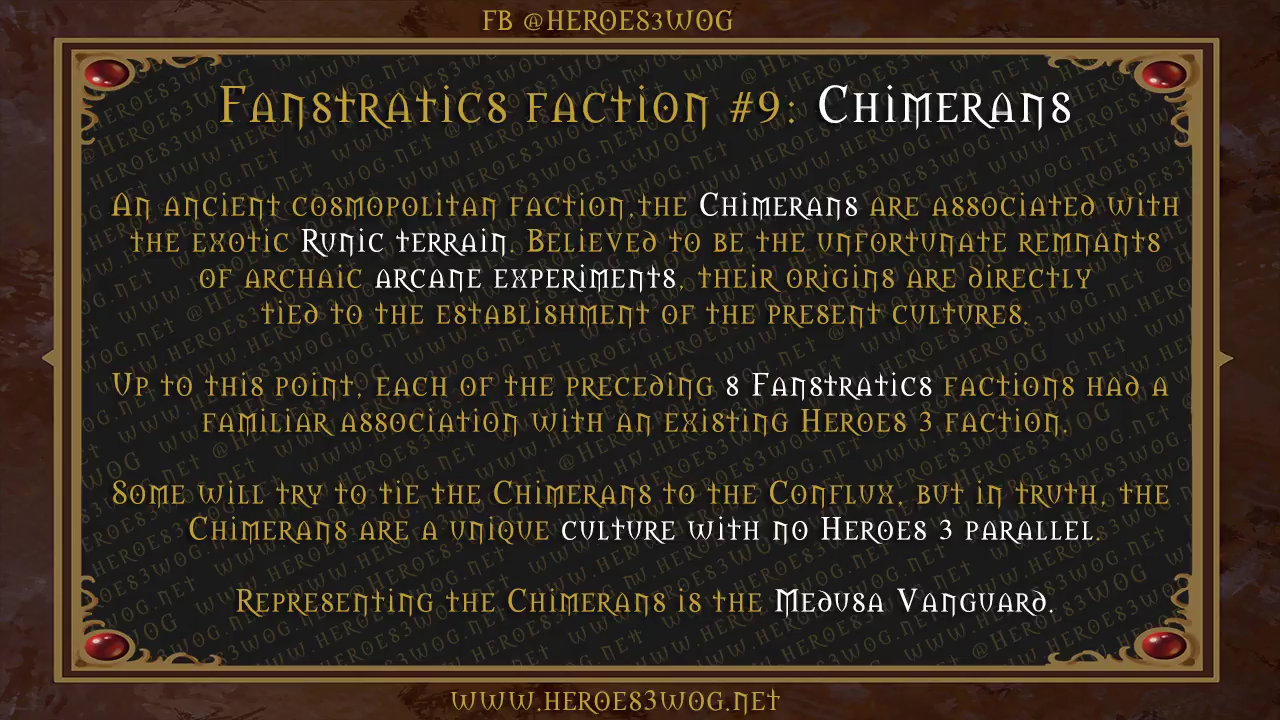 FB @Heroes3WOG
Fanstratics faction #9: Chimerans
An ancient cosmopolitan faction,the Chimerans are associated with
the exotic Runic terrain. Believed to be the unfortunate remnants
of archaic arcane experiments, their origins are directly
tied to the establishment of the present cultures.
Up to this point, each of the preceding 8 Fanstratics factions had a
familiar association with an existing Heroes 3 faction.
Some will try to tie the Chimerans to the Conflux, but in truth, the
Chimerans are a unique culture with no Heroes 3 parallel.
Representing the Chimerans is the Medusa Vanguard.
www.heroes3wog.net